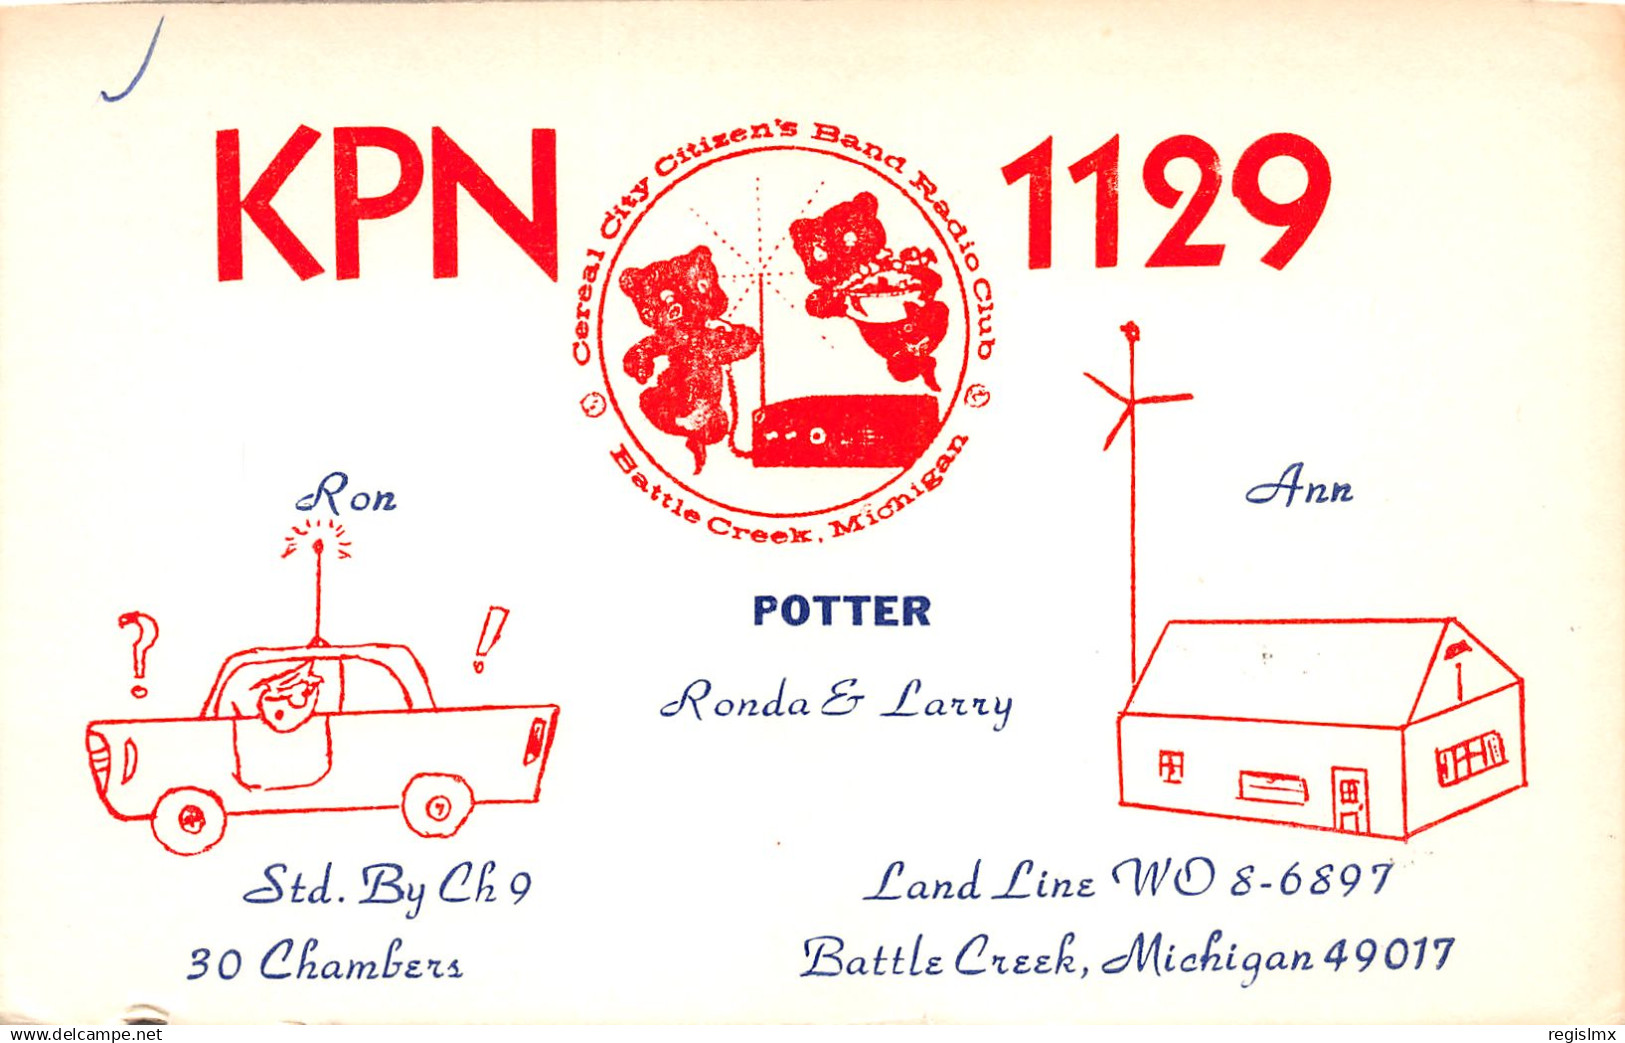 KPN 1129
Cereal City Citizen's Band Radio Club
Battle Creek, Michigan
Ron
Ann
? !
POTTER
Ronda & Larry
Std. By Ch 9
Land Line WO 8-6897
30 Chambers
Battle Creek, Michigan 49017
www.delcampe.net
regislmx